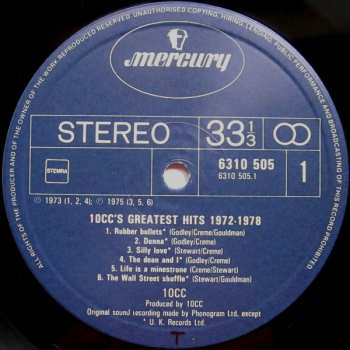 ALL RIGHTS OF THE PRODUCER AND OF THE OWNER OF THE WORK REPRODUCED RESERVED. UNAUTHORISED COPYING, HIRING, LENDING, PUBLIC PERFORMANCE AND BROADCASTING OF THIS RECORD PROHIBITED
mercury
STEREO 33⅓ ∞
STEMRA
6310 505
6310 505.1
1
℗ 1973 (1, 2, 4); ℗ 1975 (3, 5, 6)
10CC'S GREATEST HITS 1972-1978
1. Rubber bullets* (Godley/Creme/Gouldman)
2. Donna* (Godley/Creme)
3. Silly love* (Stewart/Creme)
4. The dean and I* (Godley/Creme)
5. Life is a minestrone (Creme/Stewart)
6. The Wall Street shuffle* (Stewart/Gouldman)
10CC
Produced by 10CC
Original sound recording made by Phonogram Ltd. except
* U. K. Records Ltd.